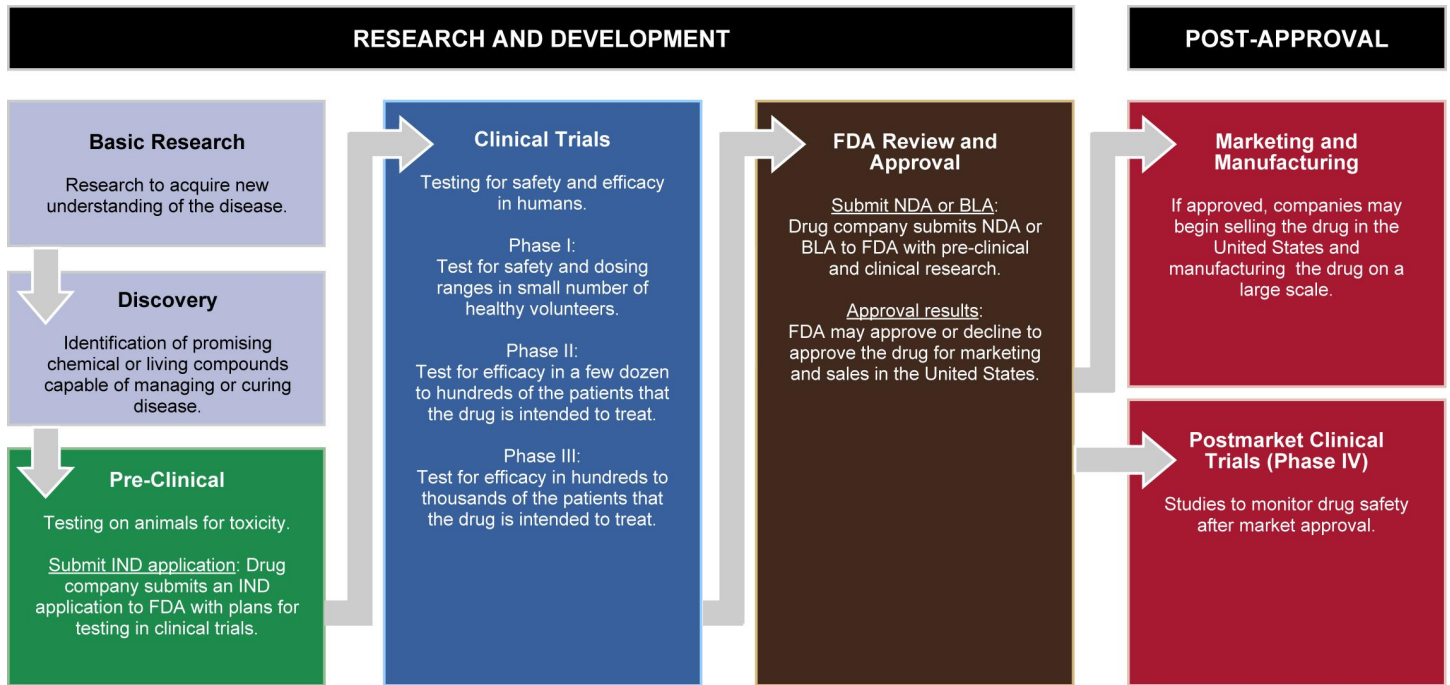 RESEARCH AND DEVELOPMENT
POST-APPROVAL
Basic Research
Research to acquire new
understanding of the disease.
Discovery
Identification of promising
chemical or living compounds
capable of managing or curing
disease.
Pre-Clinical
Testing on animals for toxicity.
Submit IND application: Drug
company submits an IND
application to FDA with plans for
testing in clinical trials.
Clinical Trials
Testing for safety and efficacy
in humans.
Phase I:
Test for safety and dosing
ranges in small number of
healthy volunteers.
Phase II:
Test for efficacy in a few dozen
to hundreds of the patients that
the drug is intended to treat.
Phase III:
Test for efficacy in hundreds to
thousands of the patients that
the drug is intended to treat.
FDA Review and
Approval
Submit NDA or BLA:
Drug company submits NDA or
BLA to FDA with pre-clinical
and clinical research.
Approval results:
FDA may approve or decline to
approve the drug for marketing
and sales in the United States.
Marketing and
Manufacturing
If approved, companies may
begin selling the drug in the
United States and
manufacturing the drug on a
large scale.
Postmarket Clinical
Trials (Phase IV)
Studies to monitor drug safety
after market approval.